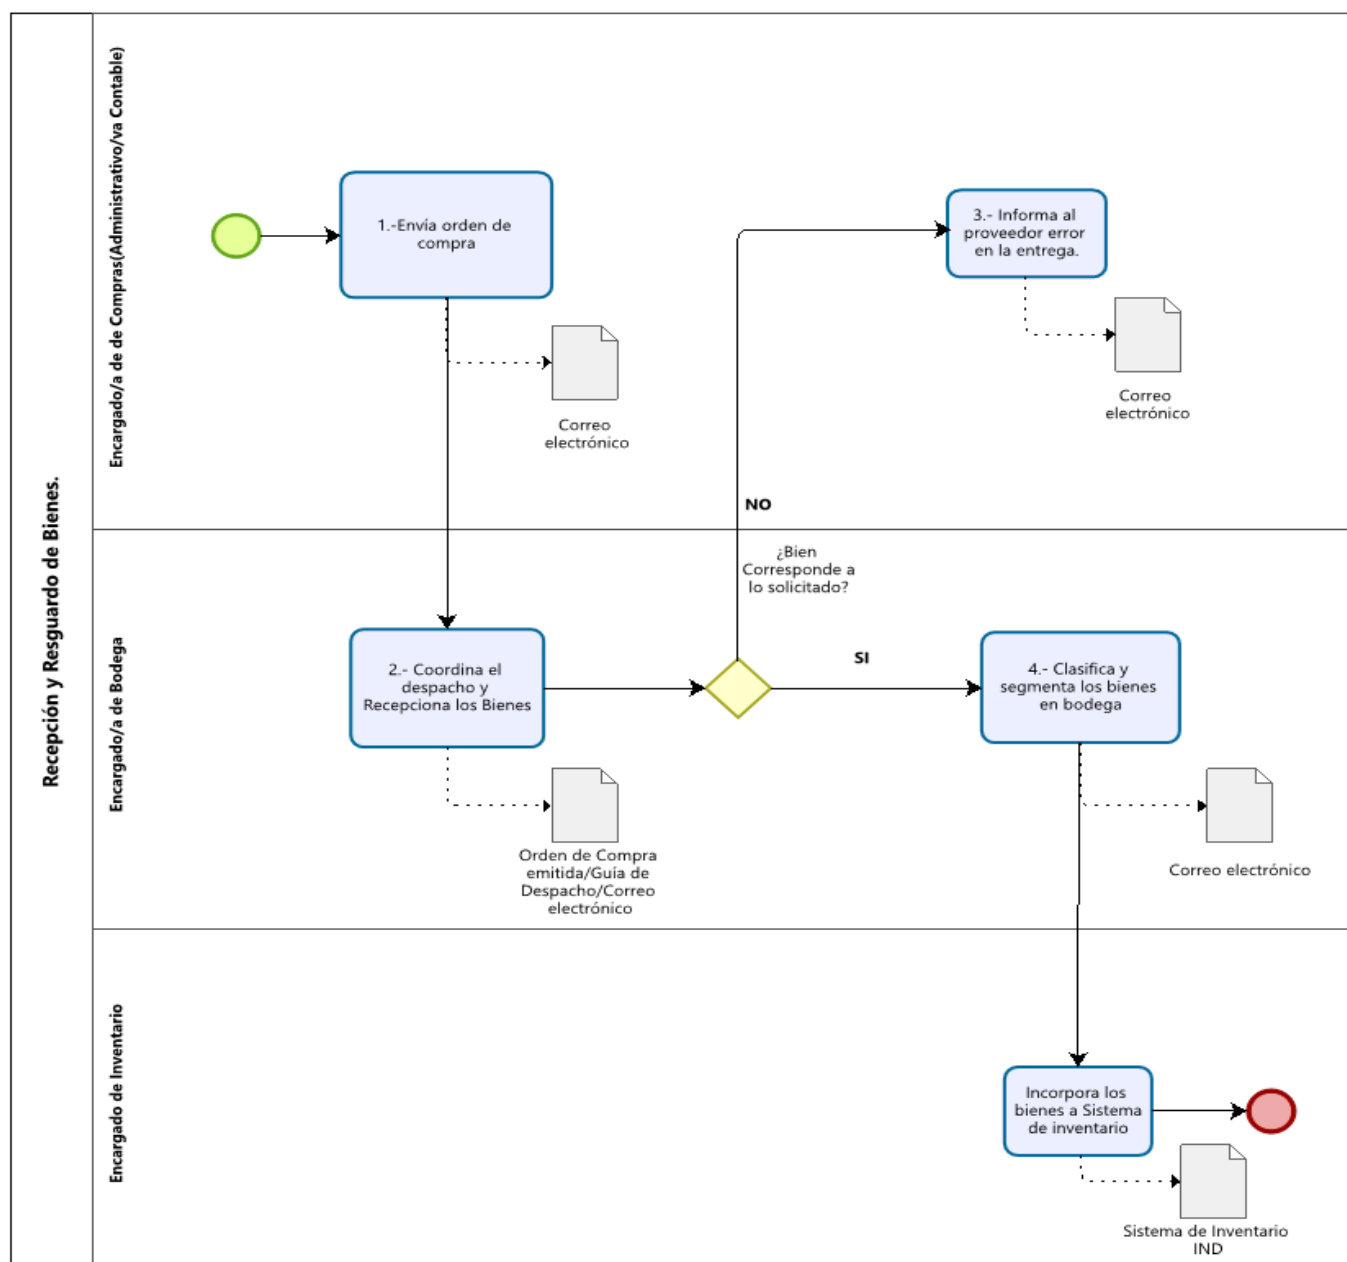 Recepción y Resguardo de Bienes.
Encargado/a de de Compras(Administrativo/va Contable)
1.-Envía orden de
compra
Correo
electrónico
3.- Informa al
proveedor error
en la entrega.
Correo
electrónico
NO
Encargado/a de Bodega
¿Bien
Corresponde a
lo solicitado?
2.- Coordina el
despacho y
Recepciona los Bienes
SI
4.- Clasifica y
segmenta los bienes
en bodega
Orden de Compra
emitida/Guía de
Despacho/Correo
electrónico
Correo electrónico
Encargado de Inventario
Incorpora los
bienes a Sistema
de inventario
Sistema de Inventario
IND